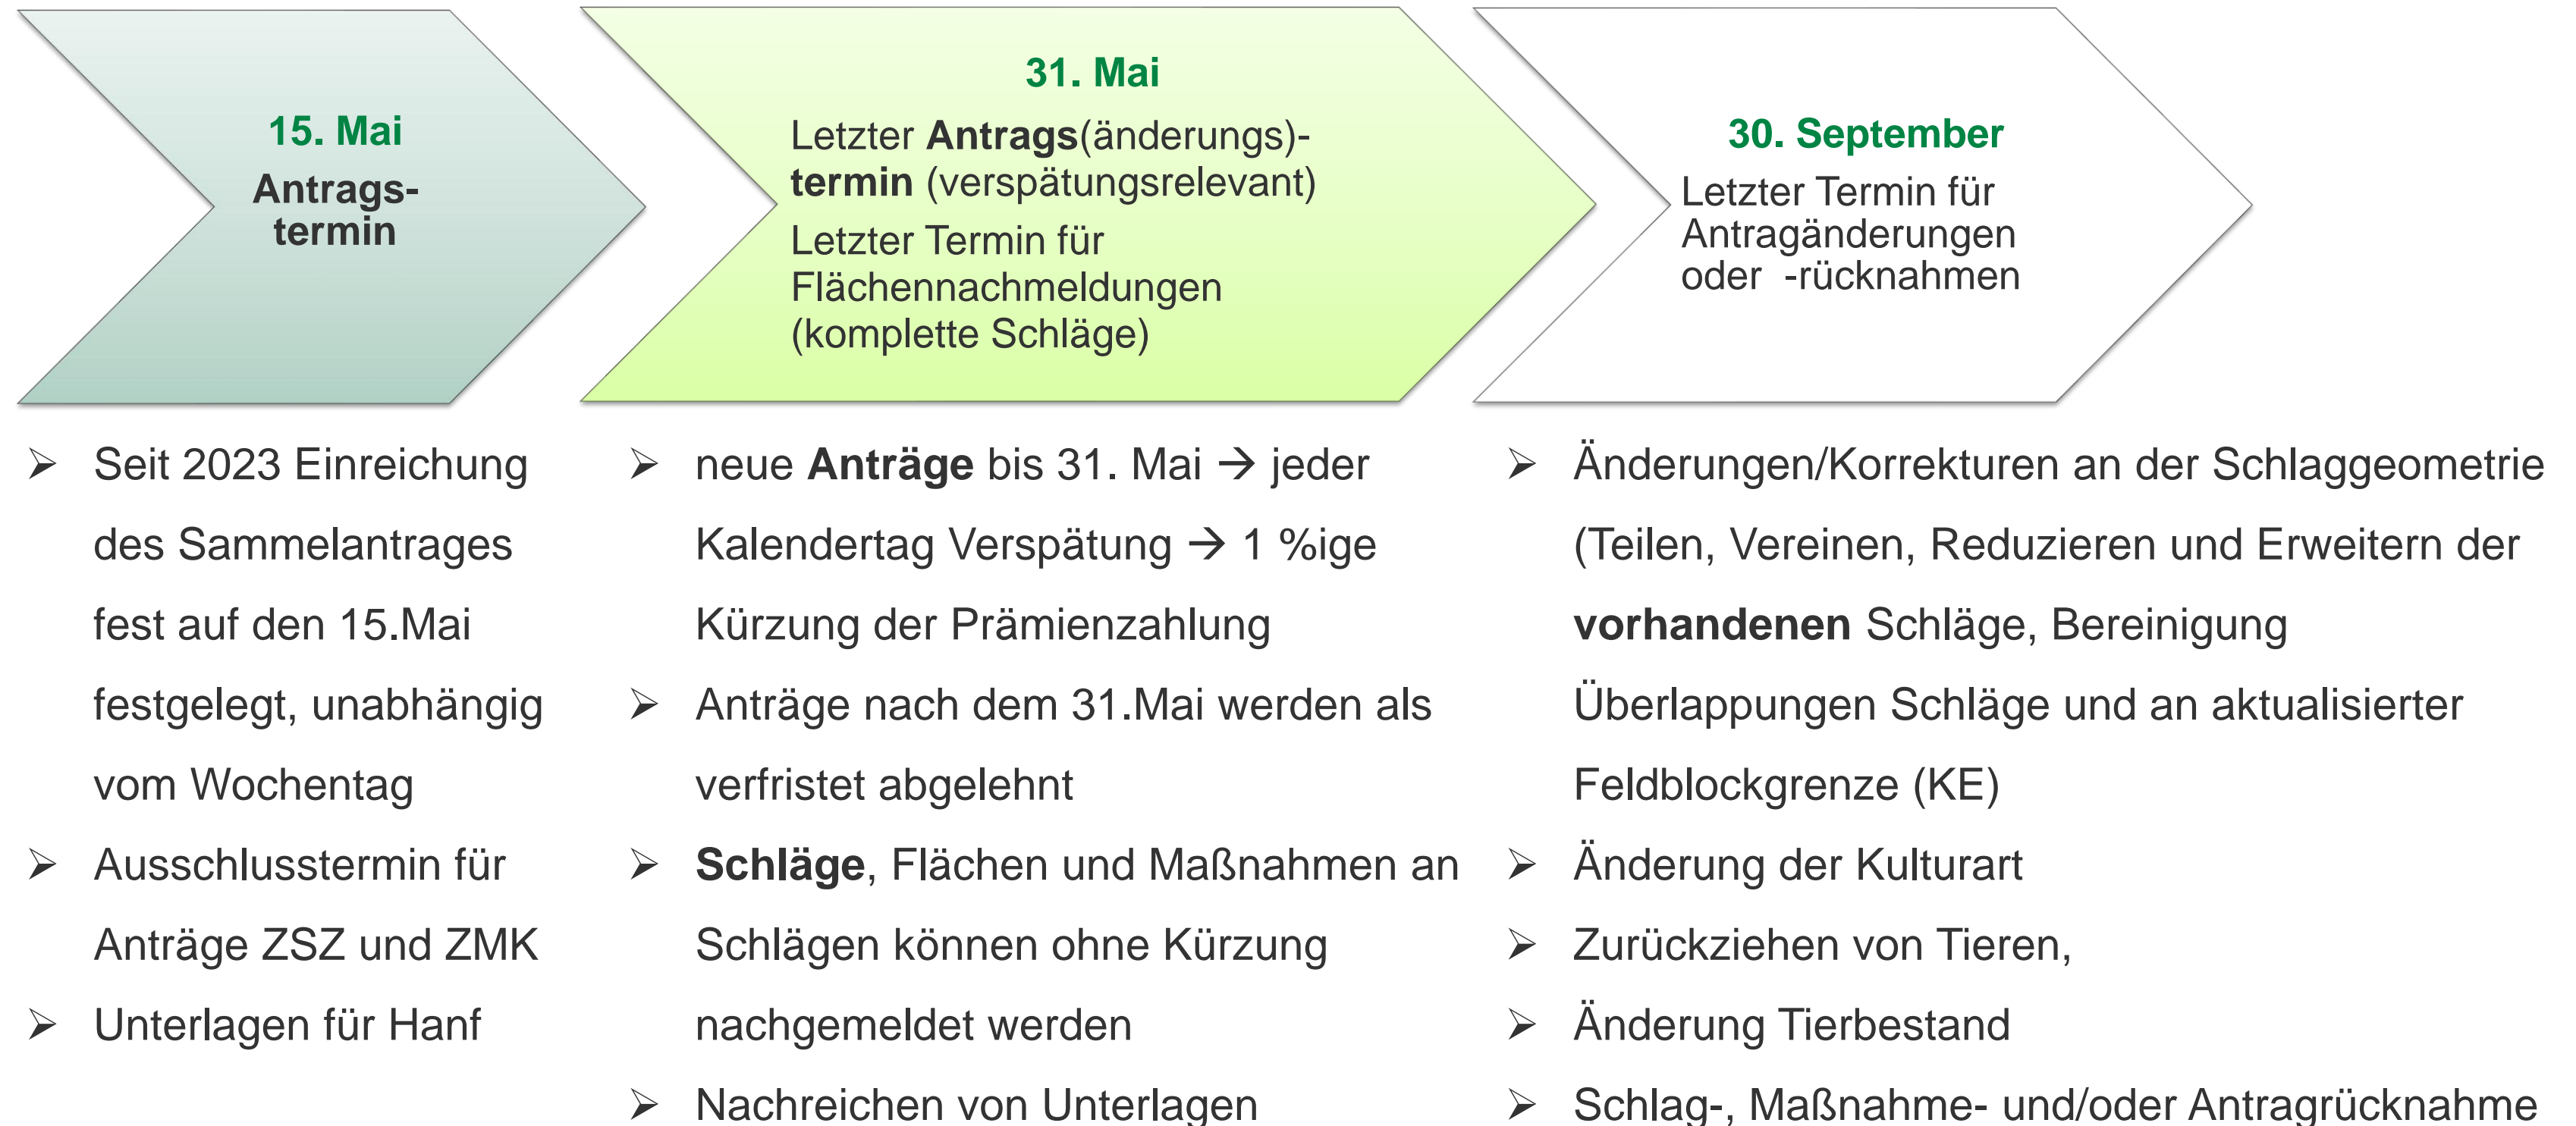 15. Mai
Antrags-
termin
31. Mai
Letzter Antrags(änderungs)-
termin (verspätungsrelevant)
Letzter Termin für
Flächennachmeldungen
(komplette Schläge)
30. September
Letzter Termin für
Antragänderungen
oder -rücknahmen
➢ Seit 2023 Einreichung
des Sammelantrages
fest auf den 15.Mai
festgelegt, unabhängig
vom Wochentag
➢ Ausschlusstermin für
Anträge ZSZ und ZMK
➢ Unterlagen für Hanf
➢ neue Anträge bis 31. Mai → jeder
Kalendertag Verspätung → 1 %ige
Kürzung der Prämienzahlung
➢ Anträge nach dem 31.Mai werden als
verfristet abgelehnt
➢ Schläge, Flächen und Maßnahmen an
Schlägen können ohne Kürzung
nachgemeldet werden
➢ Nachreichen von Unterlagen
➢ Änderungen/Korrekturen an der Schlaggeometrie
(Teilen, Vereinen, Reduzieren und Erweitern der
vorhandenen Schläge, Bereinigung
Überlappungen Schläge und an aktualisierter
Feldblockgrenze (KE)
➢ Änderung der Kulturart
➢ Zurückziehen von Tieren,
➢ Änderung Tierbestand
➢ Schlag-, Maßnahme- und/oder Antragrücknahme